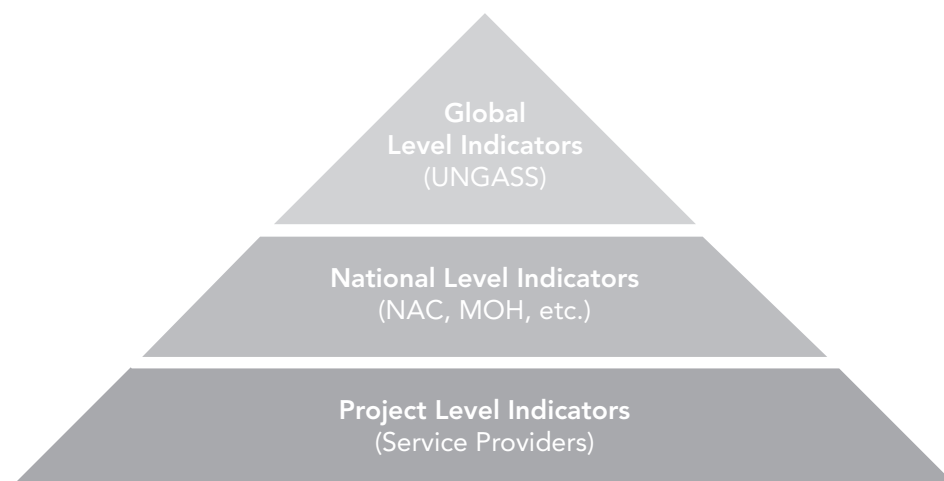 Global
Level Indicators
(UNGASS)
National Level Indicators
(NAC, MOH, etc.)
Project Level Indicators
(Service Providers)